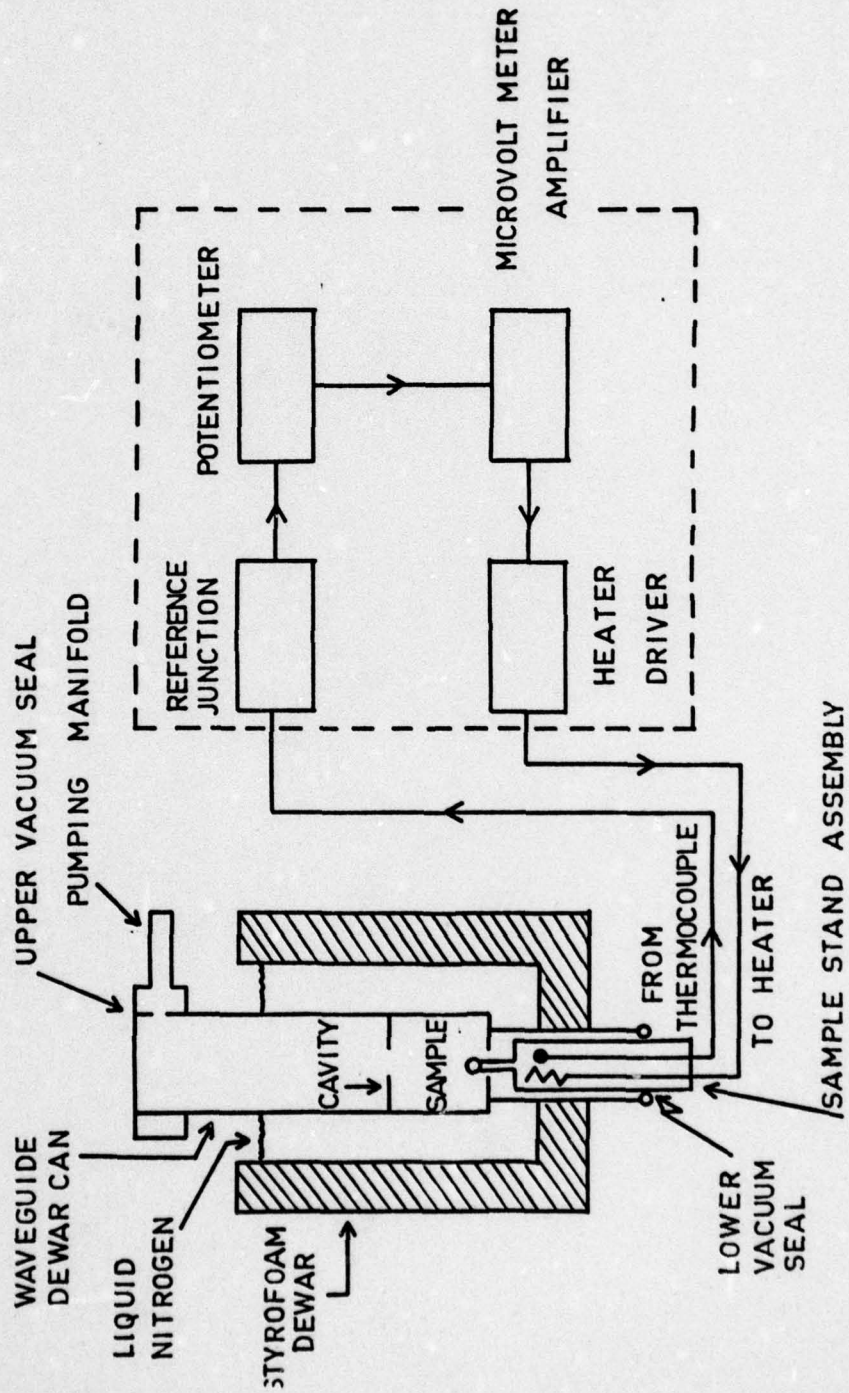 WAVEGUIDE
DEWAR CAN
UPPER VACUUM SEAL
PUMPING MANIFOLD
LIQUID
NITROGEN
STYROFOAM
DEWAR
CAVITY
SAMPLE
LOWER
VACUUM
SEAL
FROM
THERMOCOUPLE
TO HEATER
SAMPLE STAND ASSEMBLY
REFERENCE
JUNCTION
POTENTIOMETER
HEATER
DRIVER
MICROVOLT METER
AMPLIFIER